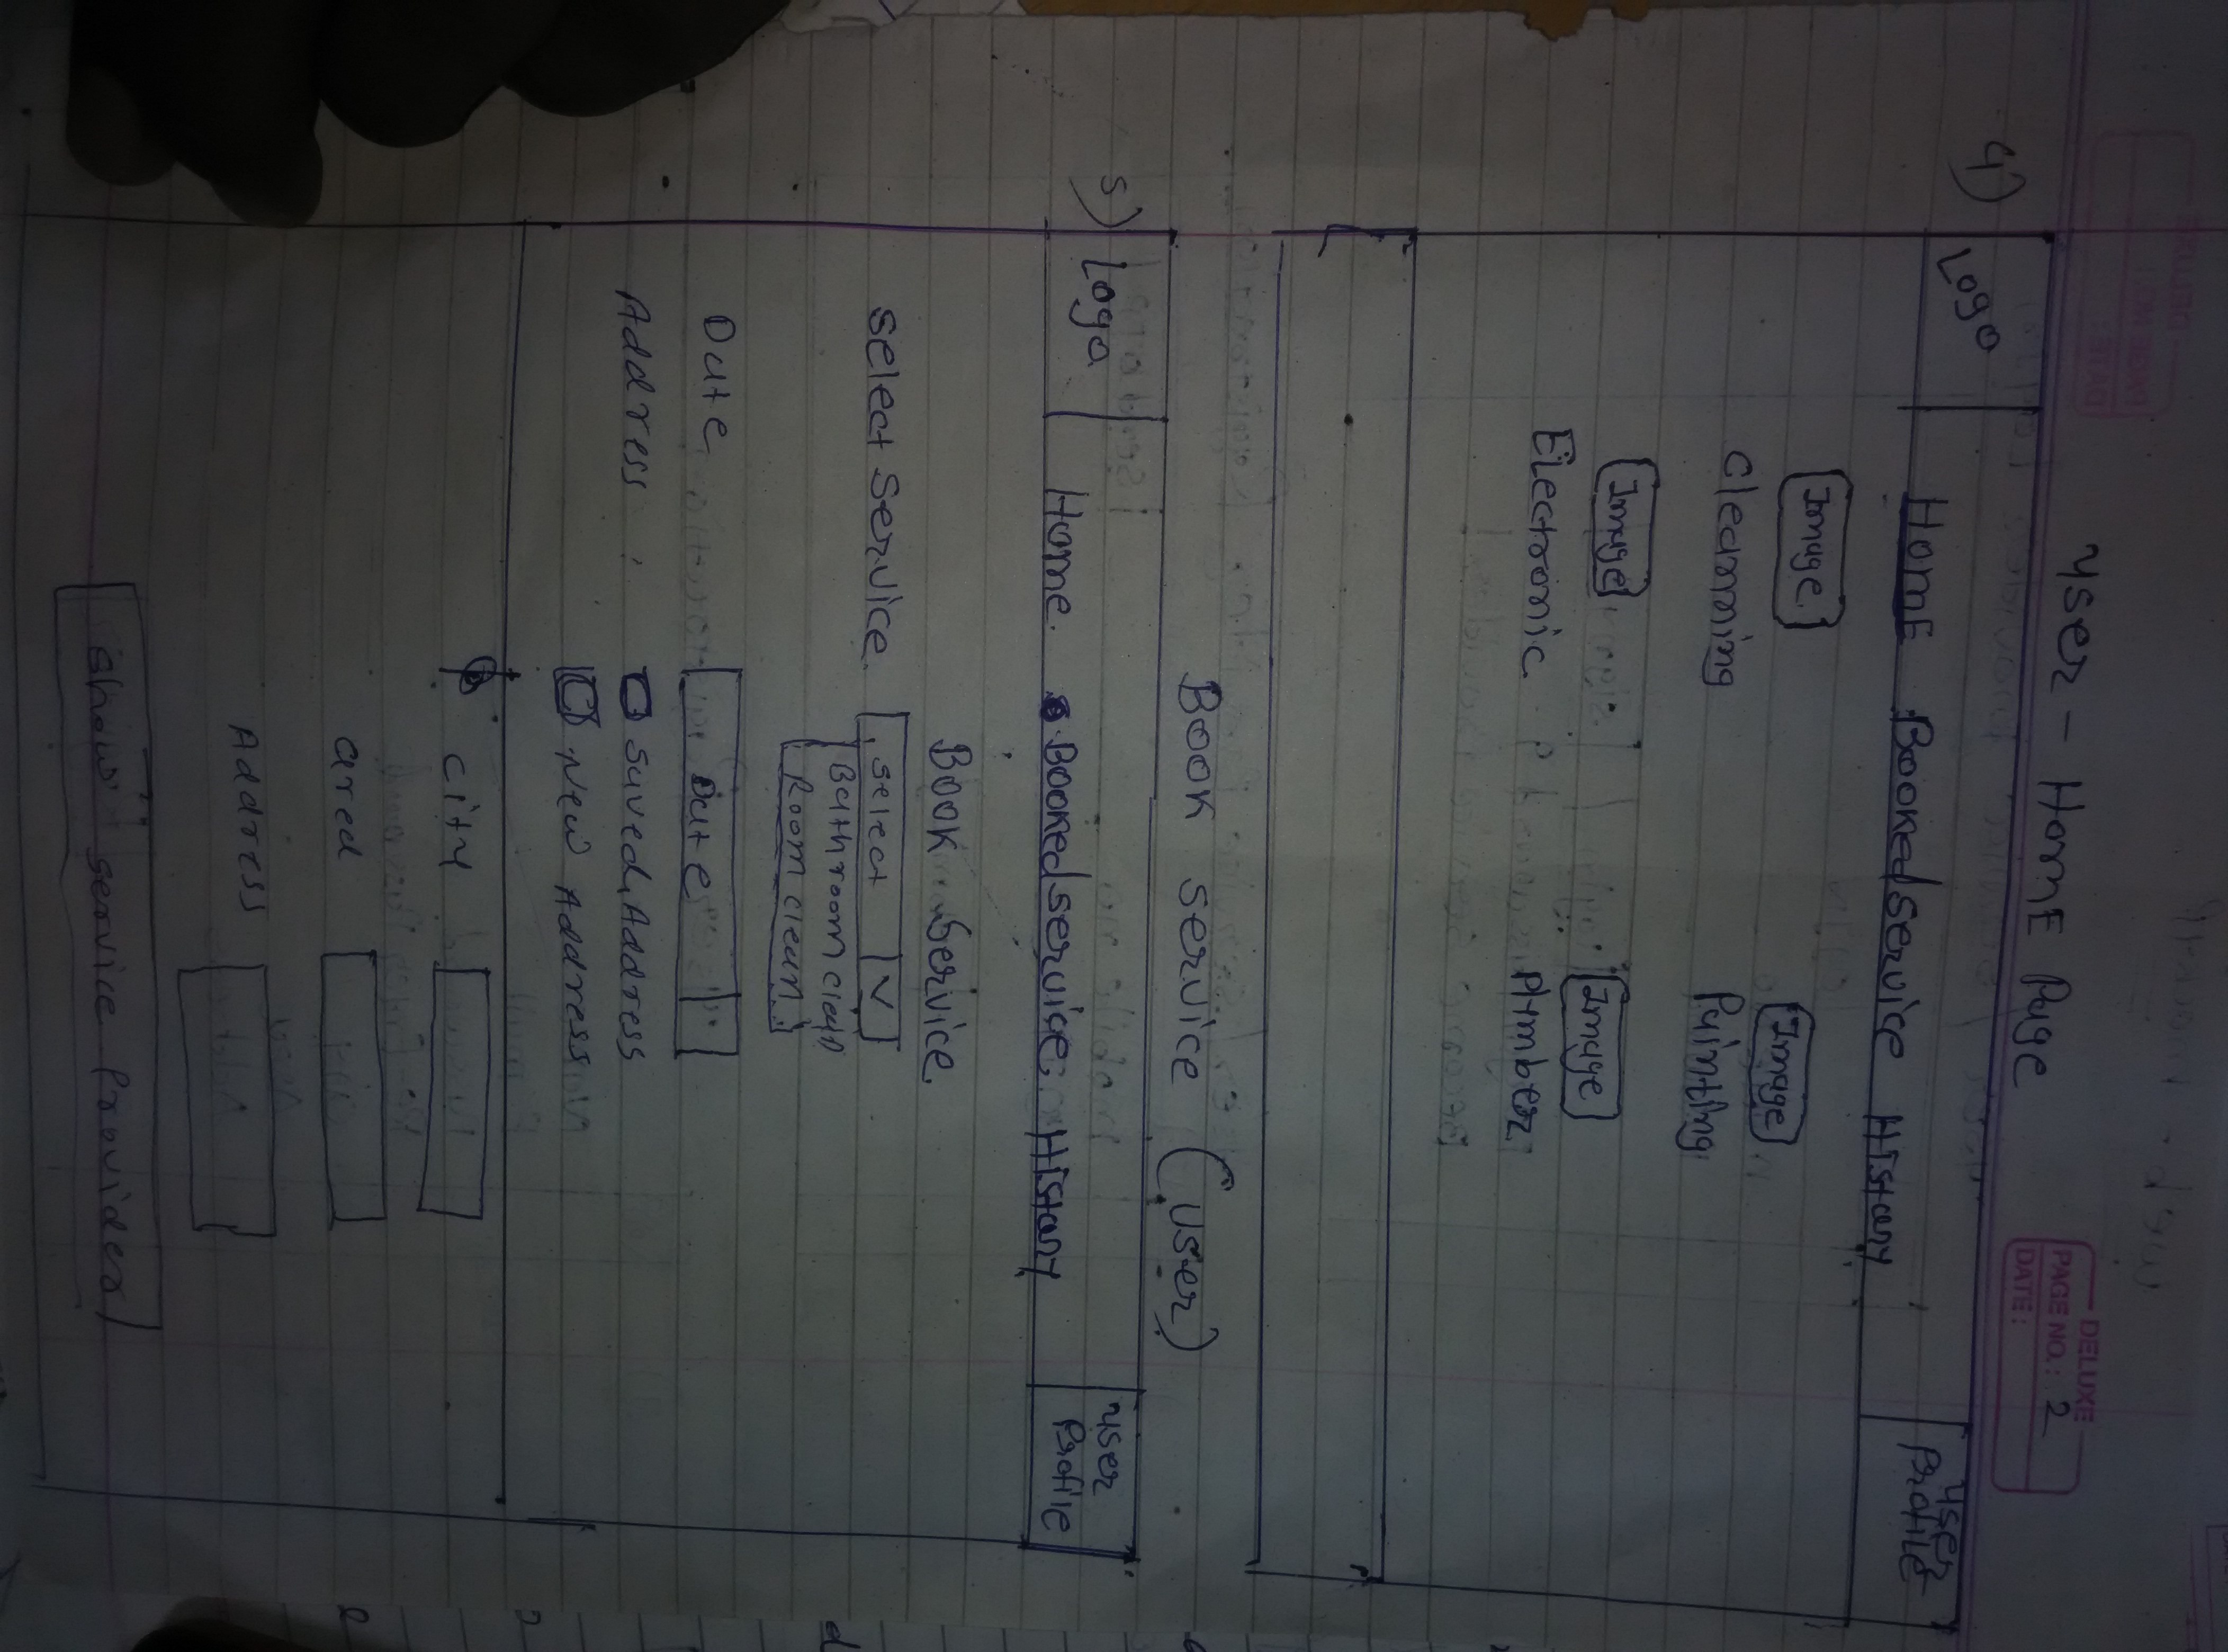 DELUXE
PAGE NO.: 2
DATE:
User - HomE Page
4)
Logo
HomE Booked service History
User Profile
Image
Image
Cleanning
Painting
Image
Image
Electronic
Plumber
Book service (User)
5)
Logo
Home. Booked service History
User Profile
Book Service.
Select Service
select V
Bathroom clean
Room clean
Date
Date
Address :
Saved Address
New Address
City
area
Address
Show service Provider